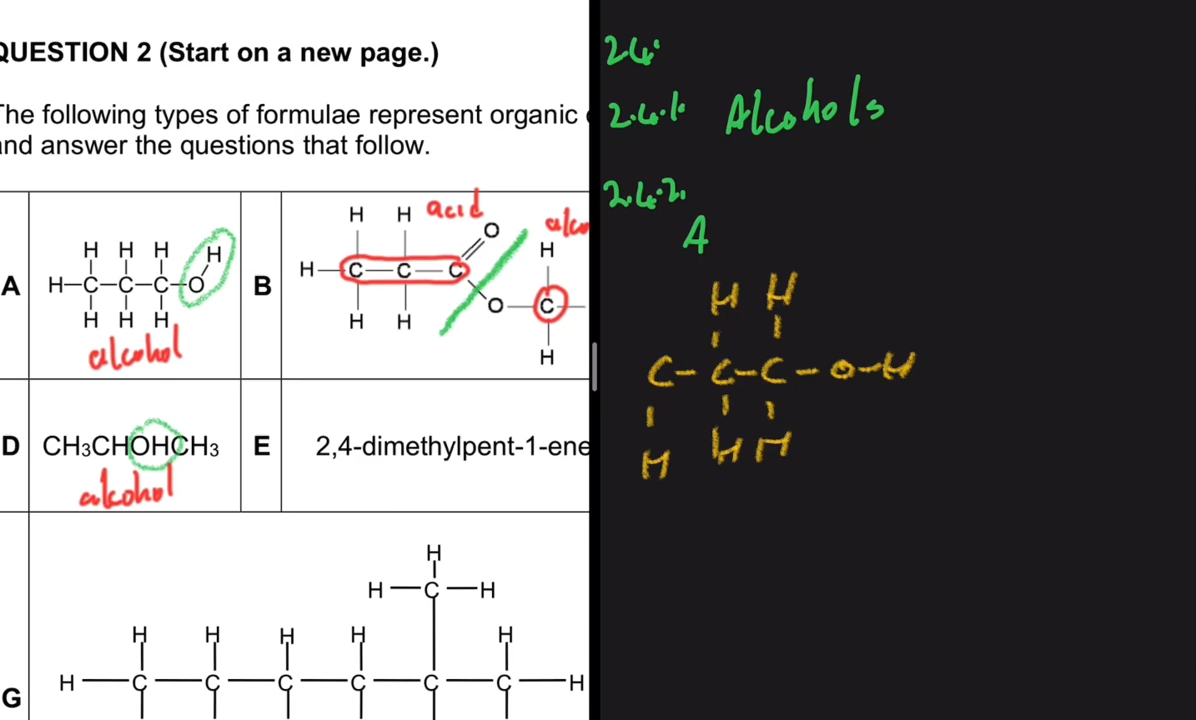 QUESTION 2 (Start on a new page.)
The following types of formulae represent organic
and answer the questions that follow.
A
H H H H
H-C-C-C-O
H H H
alcohol
B
H H acid O
H-C-C-C
H H
O-C-
H
H
D CH₃CHOHCH₃
alcohol
E 2,4-dimethylpent-1-ene
G
H
H-C-H
H H H H H
H-C-C-C-C-C-C-H
2.4.
2.4.1. Alcohols
2.4.2.
A
H H
C-C-C-O-H
H H H